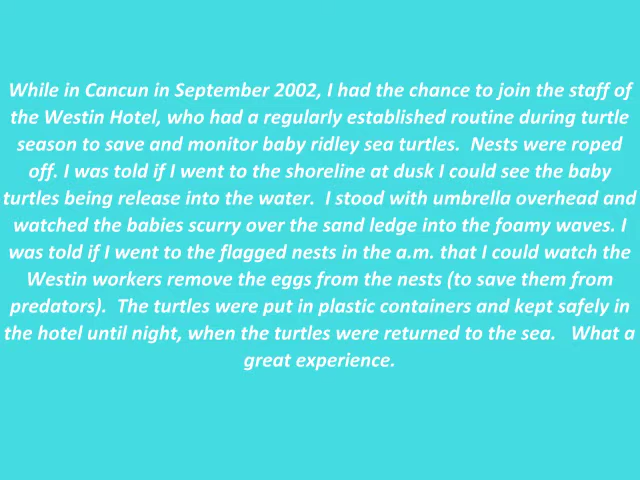 While in Cancun in September 2002, I had the chance to join the staff of
the Westin Hotel, who had a regularly established routine during turtle
season to save and monitor baby ridley sea turtles.  Nests were roped
off. I was told if I went to the shoreline at dusk I could see the baby
turtles being release into the water.  I stood with umbrella overhead and
watched the babies scurry over the sand ledge into the foamy waves. I
was told if I went to the flagged nests in the a.m. that I could watch the
Westin workers remove the eggs from the nests (to save them from
predators).  The turtles were put in plastic containers and kept safely in
the hotel until night, when the turtles were returned to the sea.   What a
great experience.